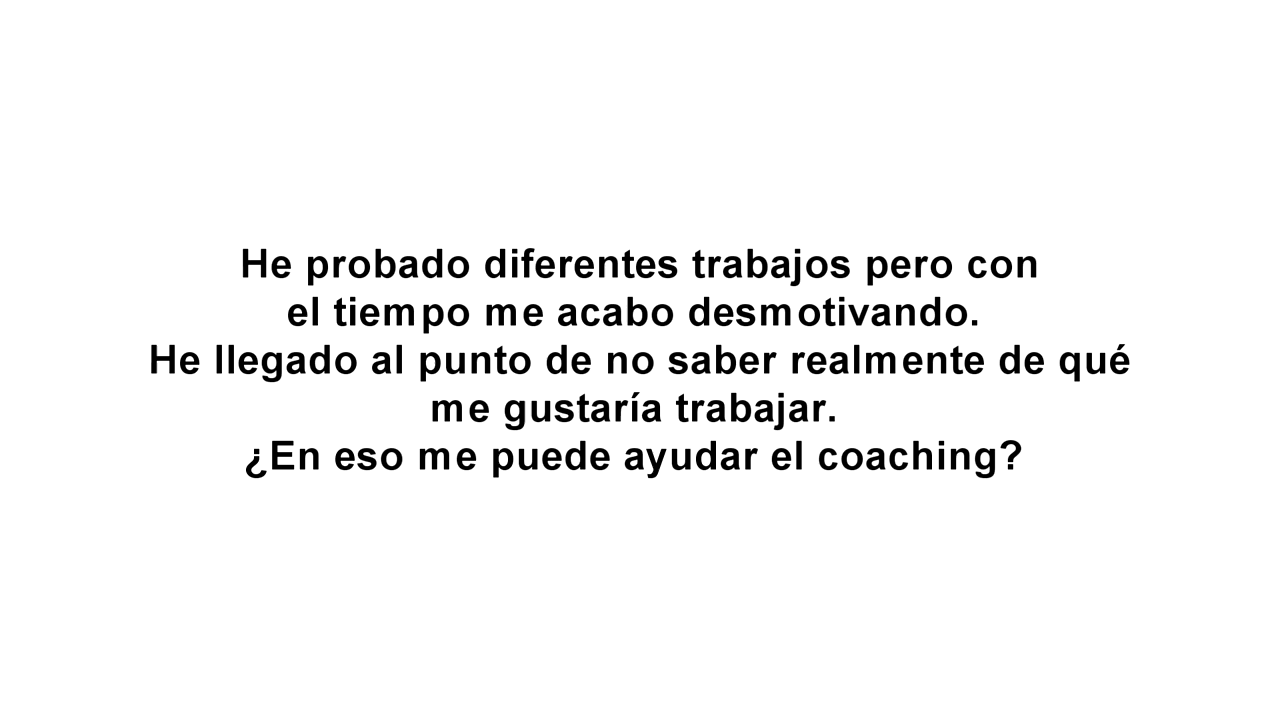 He probado diferentes trabajos pero con
el tiempo me acabo desmotivando.
He llegado al punto de no saber realmente de qué
me gustaría trabajar.
¿En eso me puede ayudar el coaching?